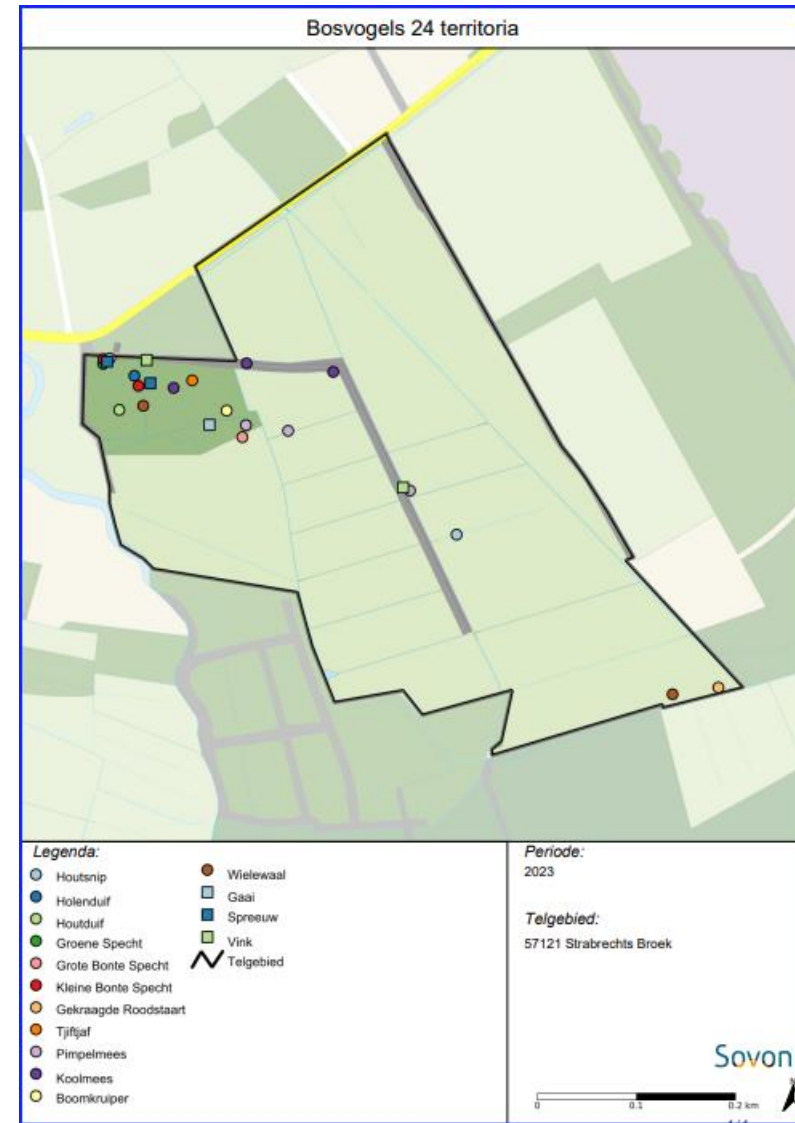 Bosvogels 24 territoria
Legenda:
Houtsnip
Holenduif
Houtduif
Groene Specht
Grote Bonte Specht
Kleine Bonte Specht
Gekraagde Roodstaart
Tjiftjaf
Pimpelmees
Koolmees
Boomkruiper
Wielewaal
Gaai
Spreeuw
Vink
Telgebied
Periode:
2023
Telgebied:
57121 Strabrechts Broek
Sovon
0 0.1 0.2 km